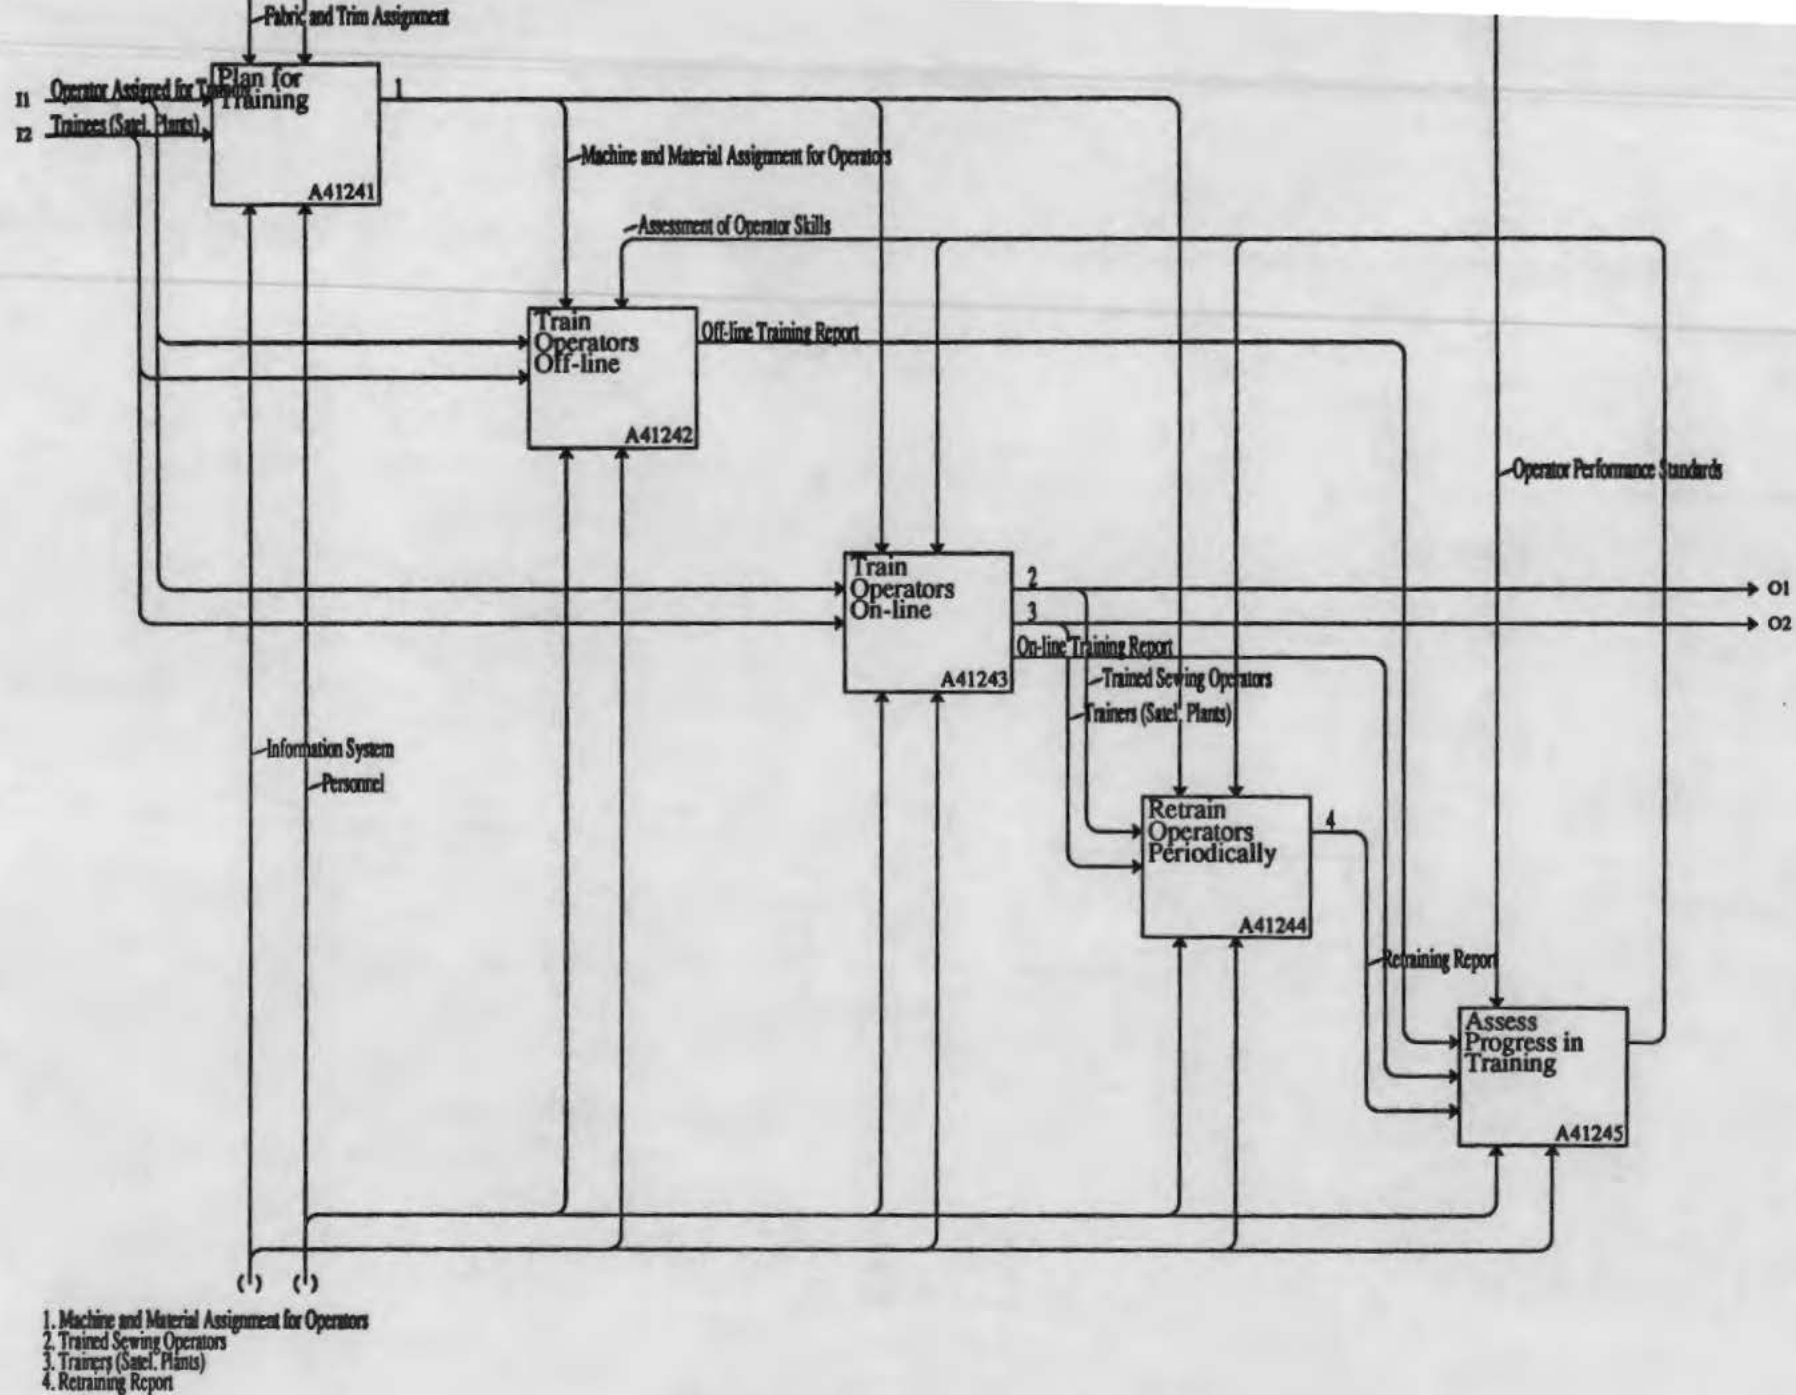 Fabric and Trim Assignment
I1 Operator Assigned for
Plan for
Training
1
I2 Trainees (Satel. Plants)
A41241
Machine and Material Assignment for Operators
Assessment of Operator Skills
Train
Operators
Off-line
A41242
Off-line Training Report
Operator Performance Standards
Train
Operators
On-line
A41243
2
O1
3
O2
On-line Training Report
Trained Sewing Operators
Trainers (Satel. Plants)
Information System
Personnel
Retrain
Operators
Periodically
A41244
4
Retraining Report
Assess
Progress in
Training
A41245
( ) ( )
1. Machine and Material Assignment for Operators
2. Trained Sewing Operators
3. Trainers (Satel. Plants)
4. Retraining Report